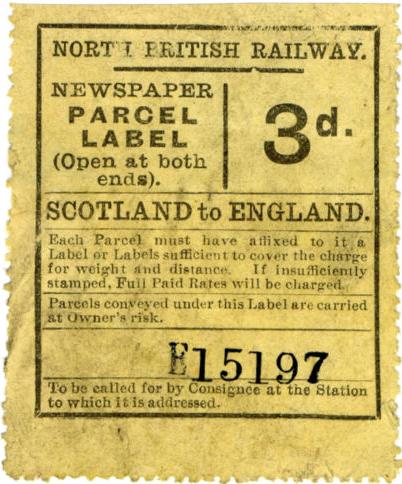 NORTH BRITISH RAILWAY.
NEWSPAPER
PARCEL
LABEL
(Open at both
ends).
3d.
SCOTLAND to ENGLAND.
Each Parcel must have affixed to it a
Label or Labels sufficient to cover the charge
for weight and distance. If insufficiently
stamped, Full Paid Rates will be charged.
Parcels conveyed under this Label are carried
at Owner's risk.
E15197
To be called for by Consignee at the Station
to which it is addressed.